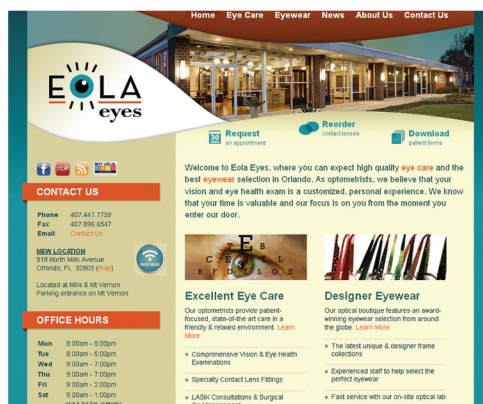 Home Eye Care Eyewear News About Us Contact Us
EOLA
eyes
Request
an appointment
Reorder
contact lenses
Download
patient forms
30
BUY LOCAL
Welcome to Eola Eyes, where you can expect high quality eye care and the
best eyewear selection in Orlando. As optometrists, we believe that your
vision and eye health exam is a customized, personal experience. We know
that your time is valuable and our focus is on you from the moment you
enter our door.
CONTACT US
Phone: 407.447.7739
Fax: 407.896.6547
Email: Contact Us
NEW LOCATION
519 North Mills Avenue
Orlando, FL 32803 (map)
Located at Mills & Mt Vernon
Parking entrance on Mt Vernon
OFFICE HOURS
Mon 8:00am - 5:00pm
Tue 8:00am - 5:00pm
Wed 9:00am - 7:00pm
Thu 9:00am - 7:00pm
Fri 9:00am - 2:00pm
Sat 9:00am - 1:00pm
Excellent Eye Care
Our optometrists provide patient-
focused, state-of-the art care in a
friendly & relaxed environment. Learn
More
» Comprehensive Vision & Eye Health
Examinations
» Specialty Contact Lens Fittings
» LASIK Consultations & Surgical
Designer Eyewear
Our optical boutique features an award-
winning eyewear selection from around
the globe. Learn More
» The latest unique & designer frame
collections
» Experienced staff to help select the
perfect eyewear
» Fast service with our on-site optical lab